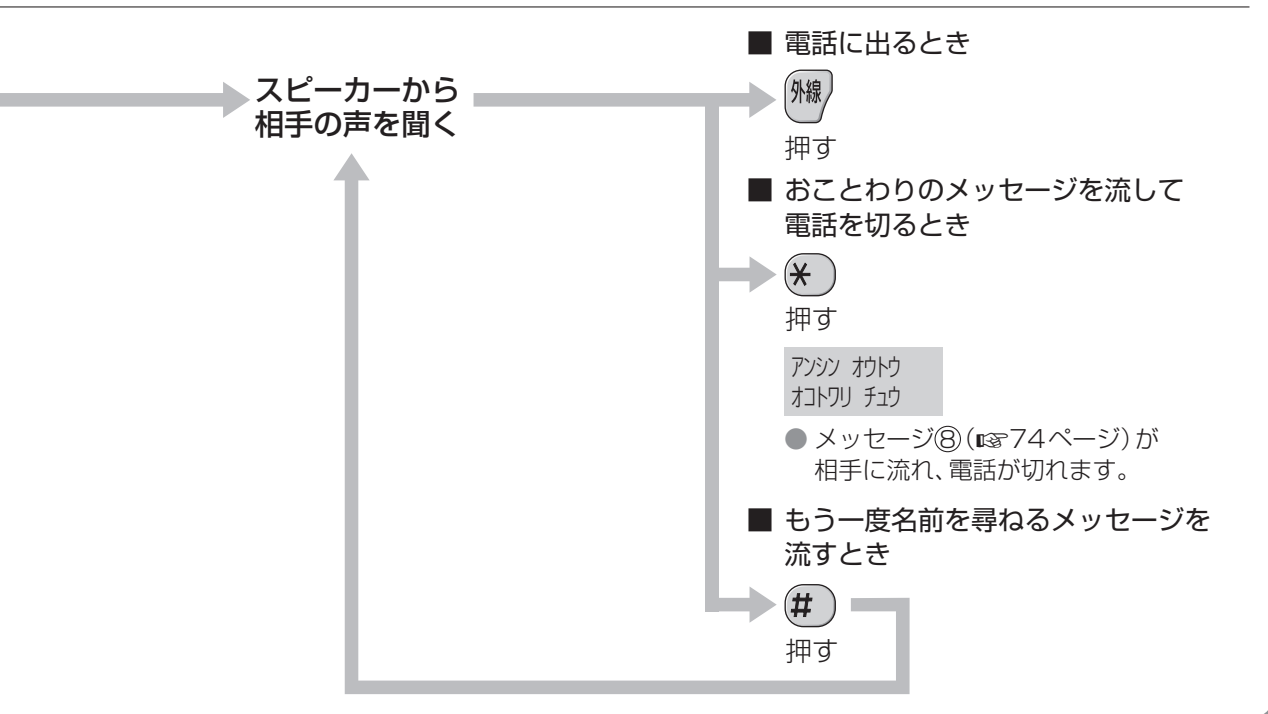 スピーカーから
相手の声を聞く
■ 電話に出るとき
外線
押す
■ おことわりのメッセージを流して
電話を切るとき
＊
押す
ｱﾝｼﾝ ｵｳﾄｳ
ｵｺﾄﾜﾘ ﾁｭｳ
● メッセージ⑧（☞74ページ）が
相手に流れ、電話が切れます。
■ もう一度名前を尋ねるメッセージを
流すとき
#
押す